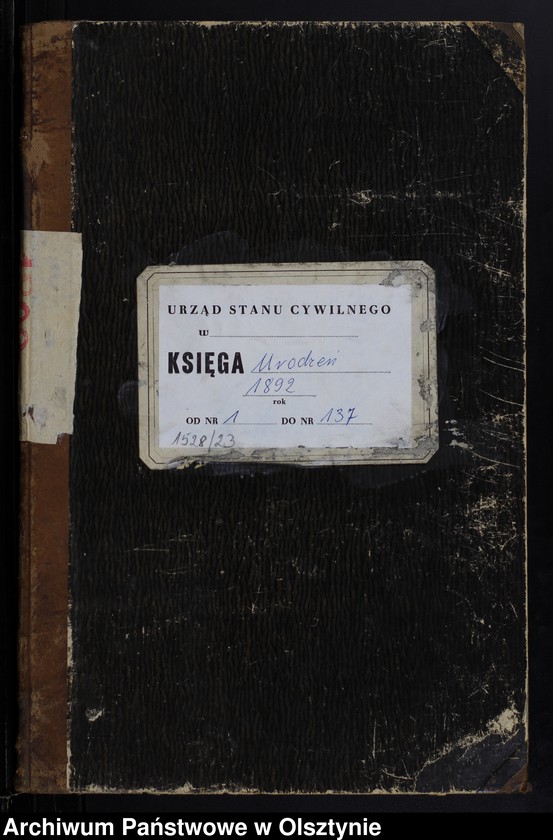 URZĄD STANU CYWILNEGO
w
KSIĘGA Urodzeń
1892
rok
OD NR 1 DO NR 137
1528/23
Archiwum Państwowe w Olsztynie